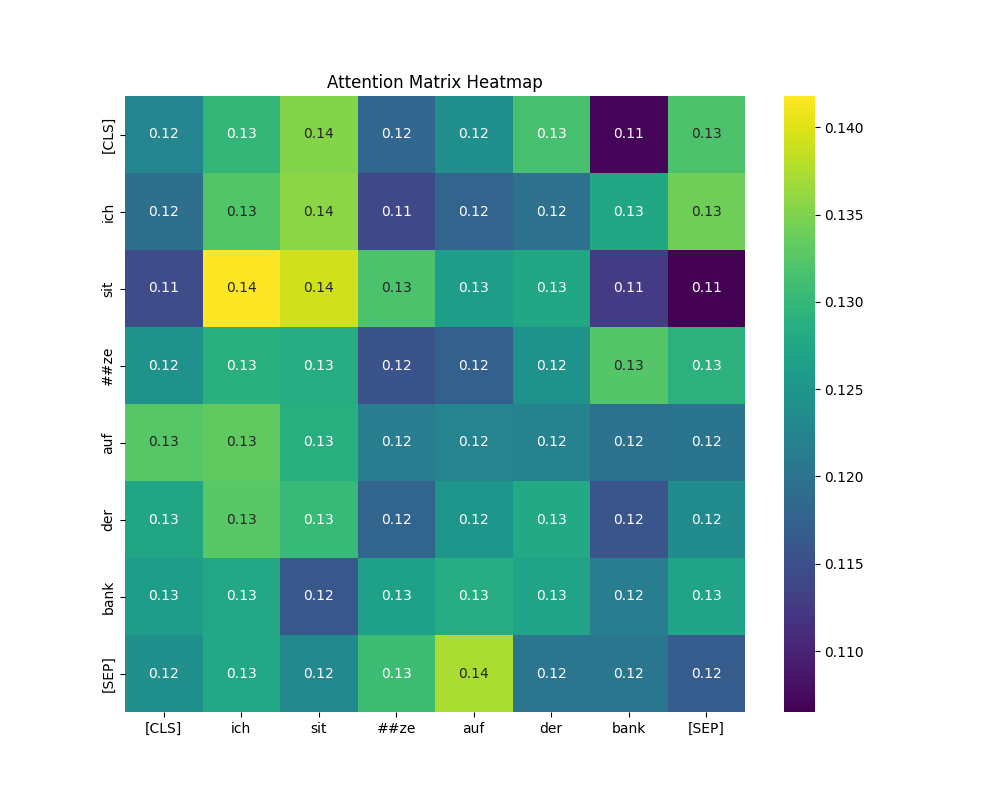 Attention Matrix Heatmap
[CLS] 0.12 0.13 0.14 0.12 0.12 0.13 0.11 0.13
ich 0.12 0.13 0.14 0.11 0.12 0.12 0.13 0.13
sit 0.11 0.14 0.14 0.13 0.13 0.13 0.11 0.11
##ze 0.12 0.13 0.13 0.12 0.12 0.12 0.13 0.13
auf 0.13 0.13 0.13 0.12 0.12 0.12 0.12 0.12
der 0.13 0.13 0.13 0.12 0.12 0.13 0.12 0.12
bank 0.13 0.13 0.12 0.13 0.13 0.13 0.12 0.13
[SEP] 0.12 0.13 0.12 0.13 0.14 0.12 0.12 0.12
[CLS] ich sit ##ze auf der bank [SEP]
0.140
0.135
0.130
0.125
0.120
0.115
0.110